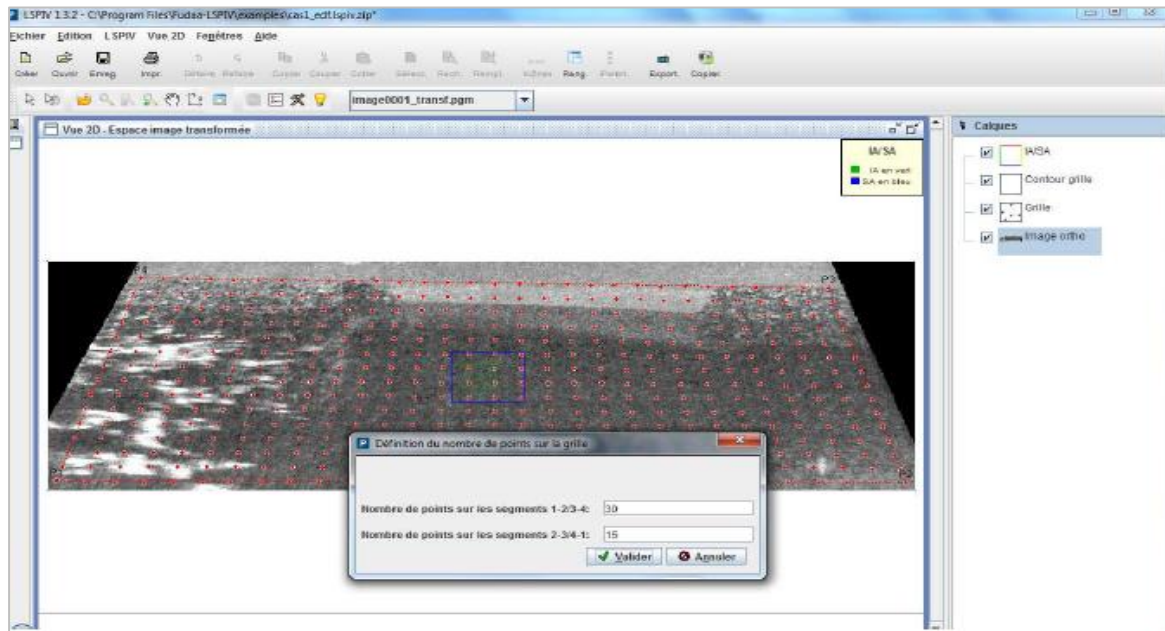 LSPIV 1.3.2 - C:\Program Files\Fudaa-LSPIV\examples\cas1_edf.lspiv.zip*
Fichier Edition LSPIV Vue 2D Fenêtres Aide
Créer Ouvrir Enreg. Impr. Défaire Refaire Copier Couper Coller Sélect. Rech. Rempl. Rang. Export. Copier
image0001_transf.pgm
Vue 2D - Espace image transformée
Calques
IA/SA
IA en vert
SA en bleu
IA/SA
Contour grille
Grille
Image ortho
P4
P3
Définition du nombre de points sur la grille
Nombre de points sur les segments 1-2/3-4: 30
Nombre de points sur les segments 2-3/4-1: 15
Valider Annuler